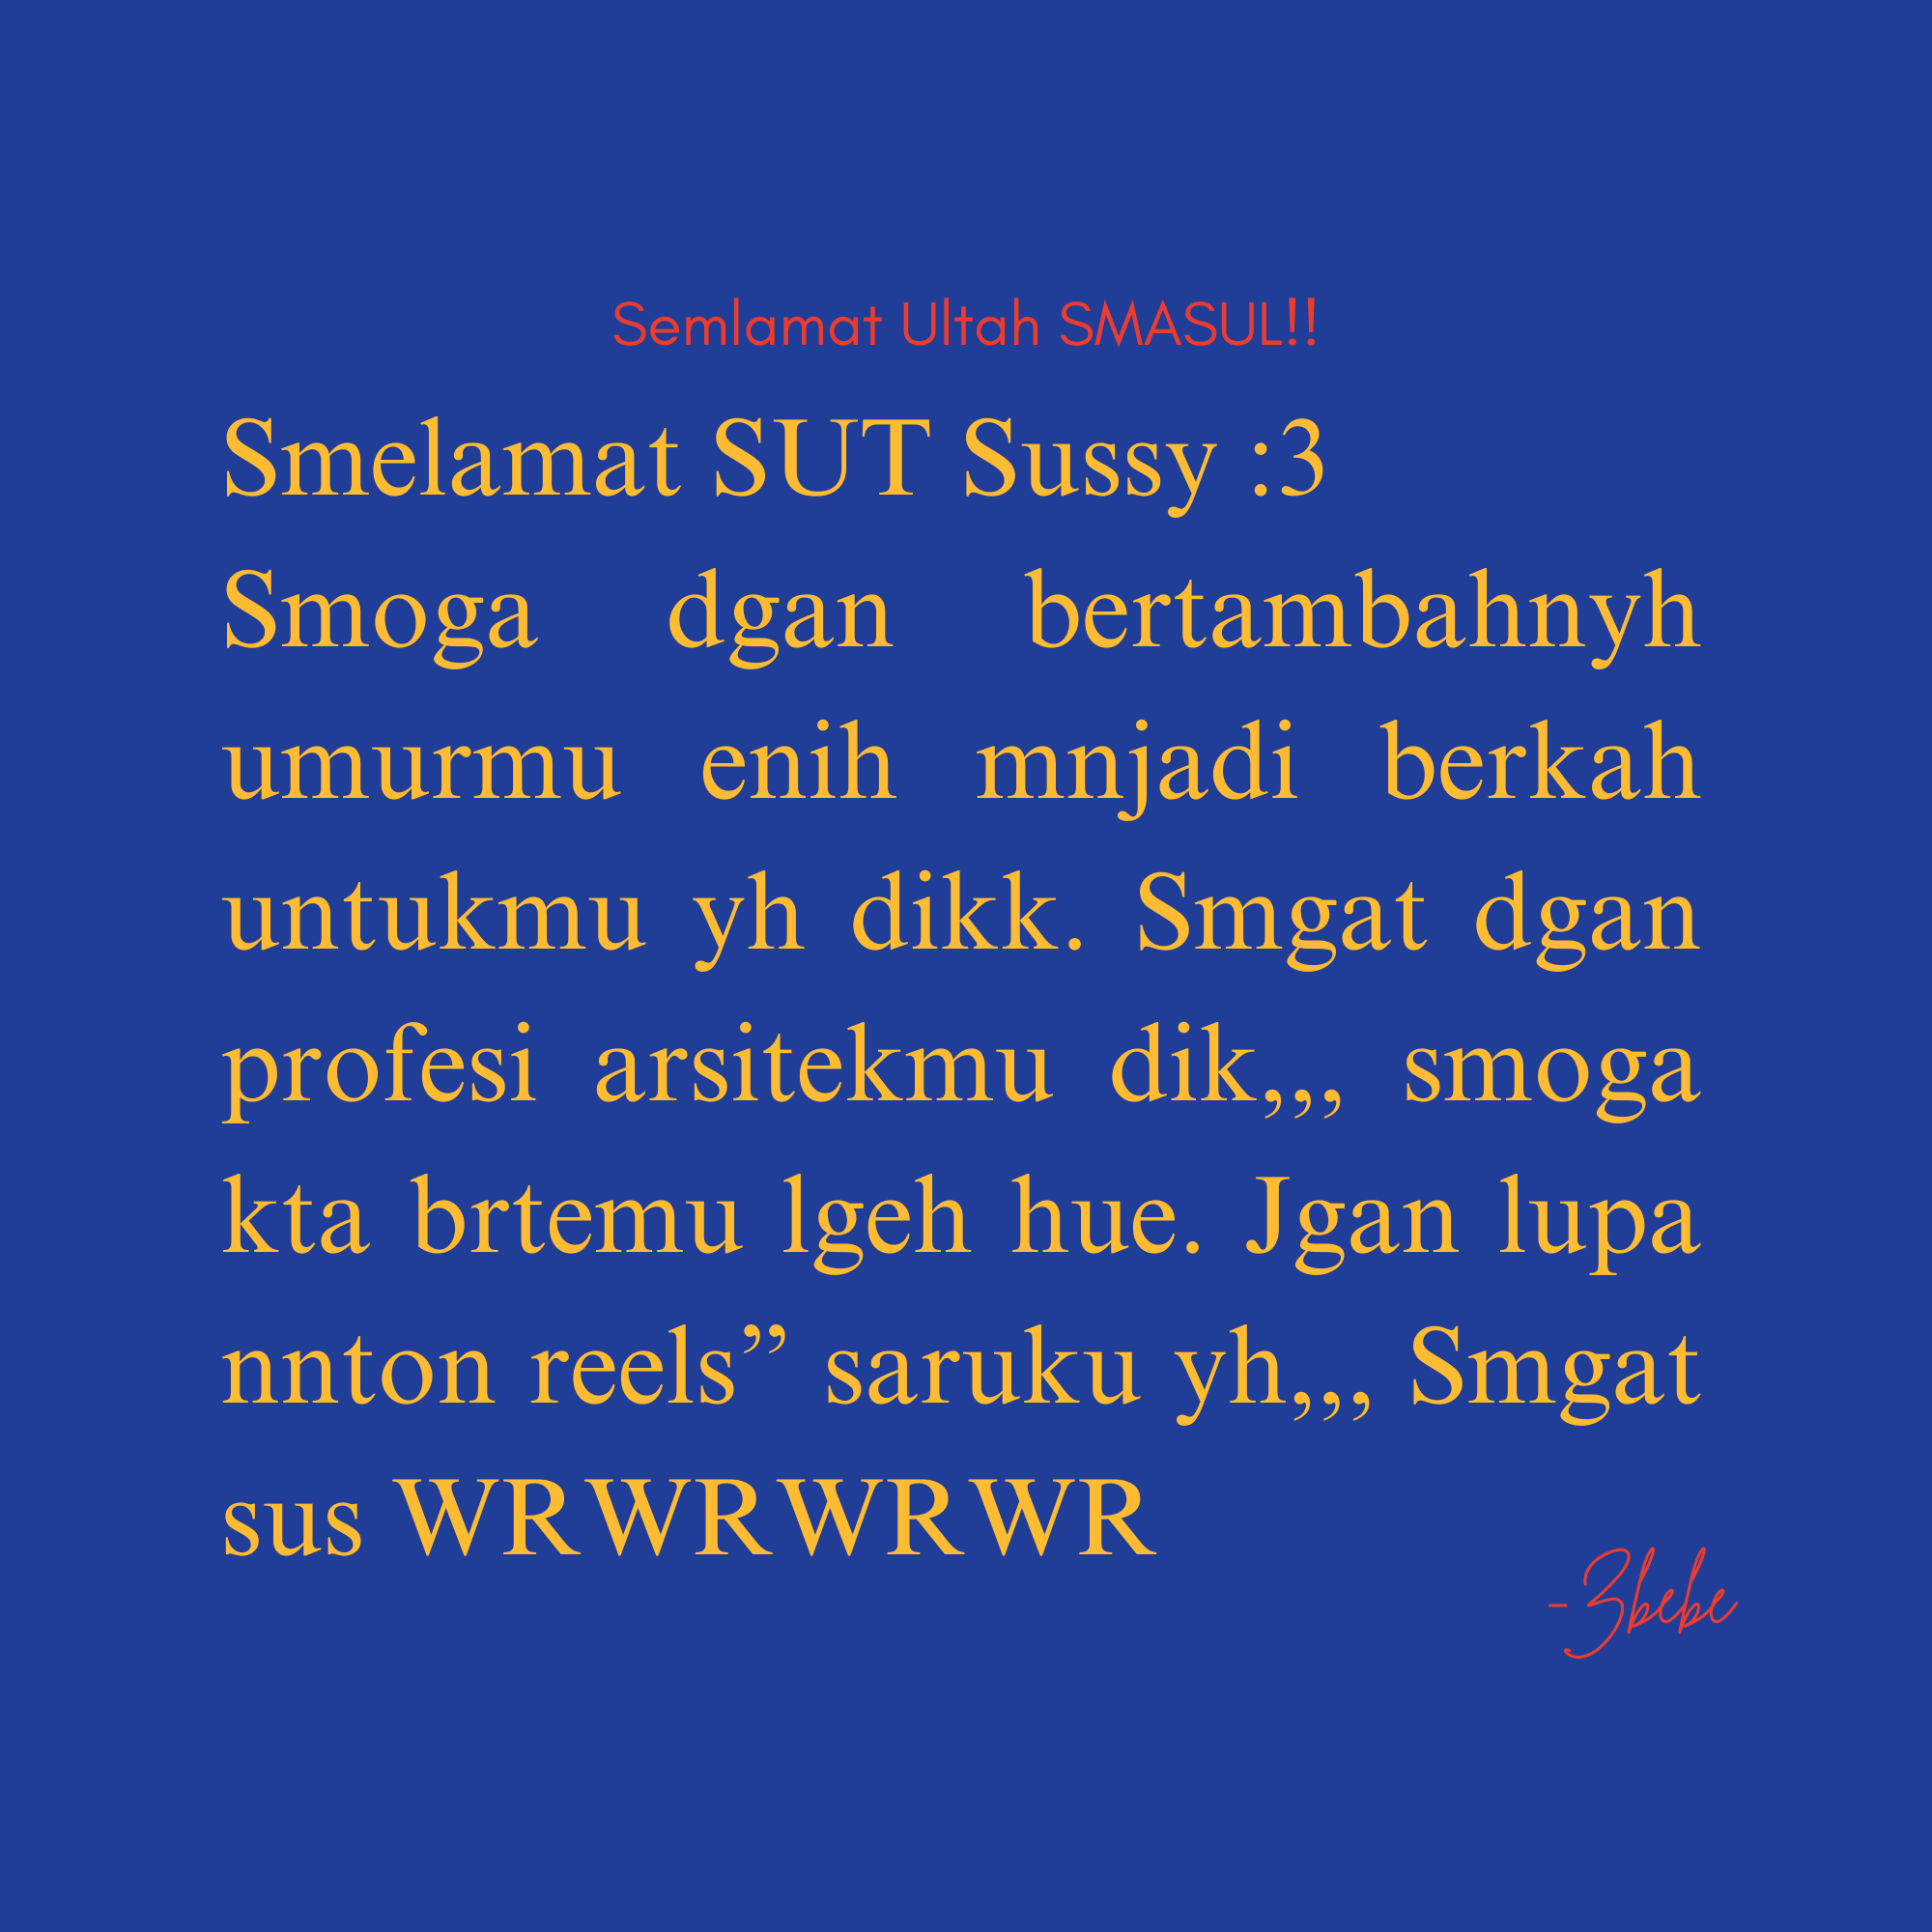 Semlamat Ultah SMASUL!!
Smelamat SUT Sussy :3
Smoga dgan bertambahnyh
umurmu enih mnjadi berkah
untukmu yh dikk. Smgat dgan
profesi arsitekmu dik,,, smoga
kta brtemu lgeh hue. Jgan lupa
nnton reels” saruku yh,,, Smgat
sus WRWRWRWR
-3bebe